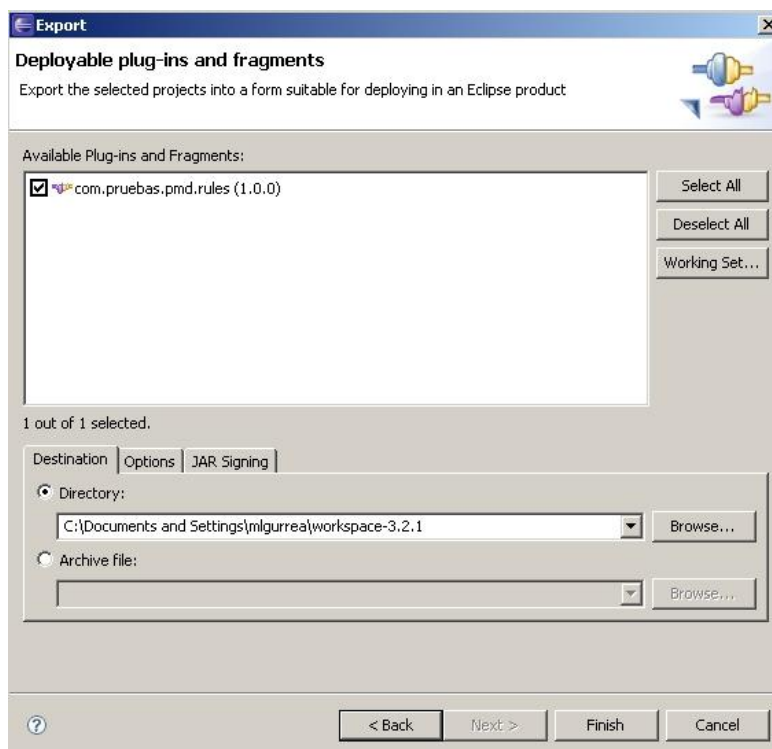 Export
Deployable plug-ins and fragments
Export the selected projects into a form suitable for deploying in an Eclipse product
Available Plug-ins and Fragments:
com.pruebas.pmd.rules (1.0.0)
Select All
Deselect All
Working Set...
1 out of 1 selected.
Destination Options JAR Signing
Directory:
C:\Documents and Settings\mlgurrea\workspace-3.2.1 Browse...
Archive file:
Browse...
? < Back Next > Finish Cancel